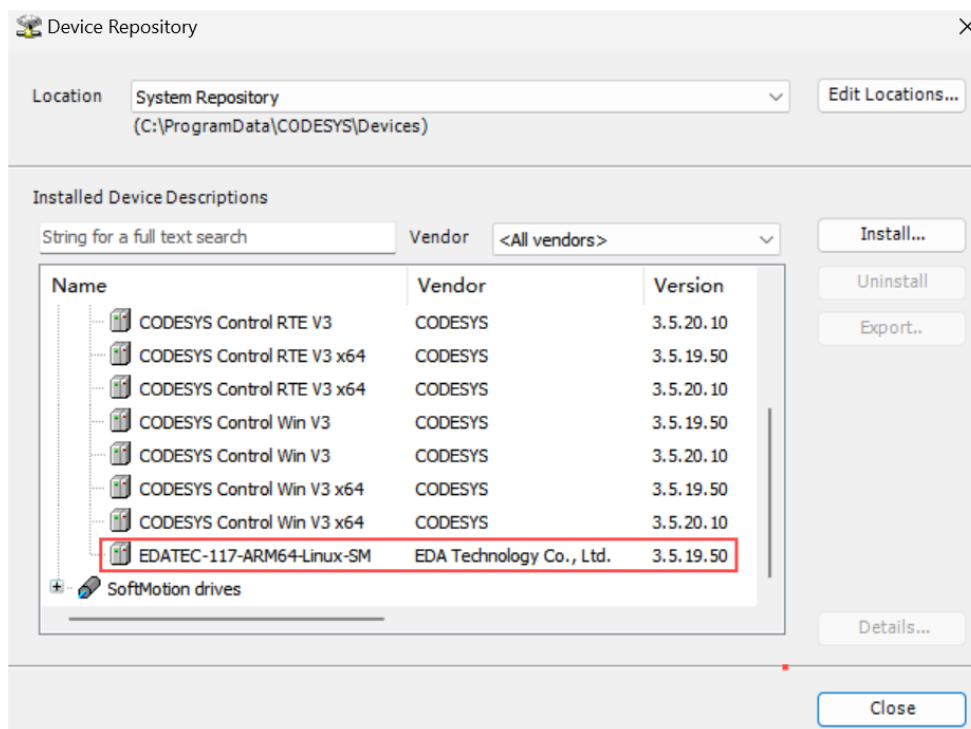 Device Repository
Location System Repository Edit Locations...
(C:\ProgramData\CODESYS\Devices)
Installed Device Descriptions
String for a full text search Vendor <All vendors> Install...
Name Vendor Version Uninstall
CODESYS Control RTE V3 CODESYS 3.5.20.10 Export..
CODESYS Control RTE V3 x64 CODESYS 3.5.19.50
CODESYS Control RTE V3 x64 CODESYS 3.5.20.10
CODESYS Control Win V3 CODESYS 3.5.19.50
CODESYS Control Win V3 CODESYS 3.5.20.10
CODESYS Control Win V3 x64 CODESYS 3.5.19.50
CODESYS Control Win V3 x64 CODESYS 3.5.20.10
EDATEC-117-ARM64-Linux-SM EDA Technology Co., Ltd. 3.5.19.50
SoftMotion drives
Details...
Close